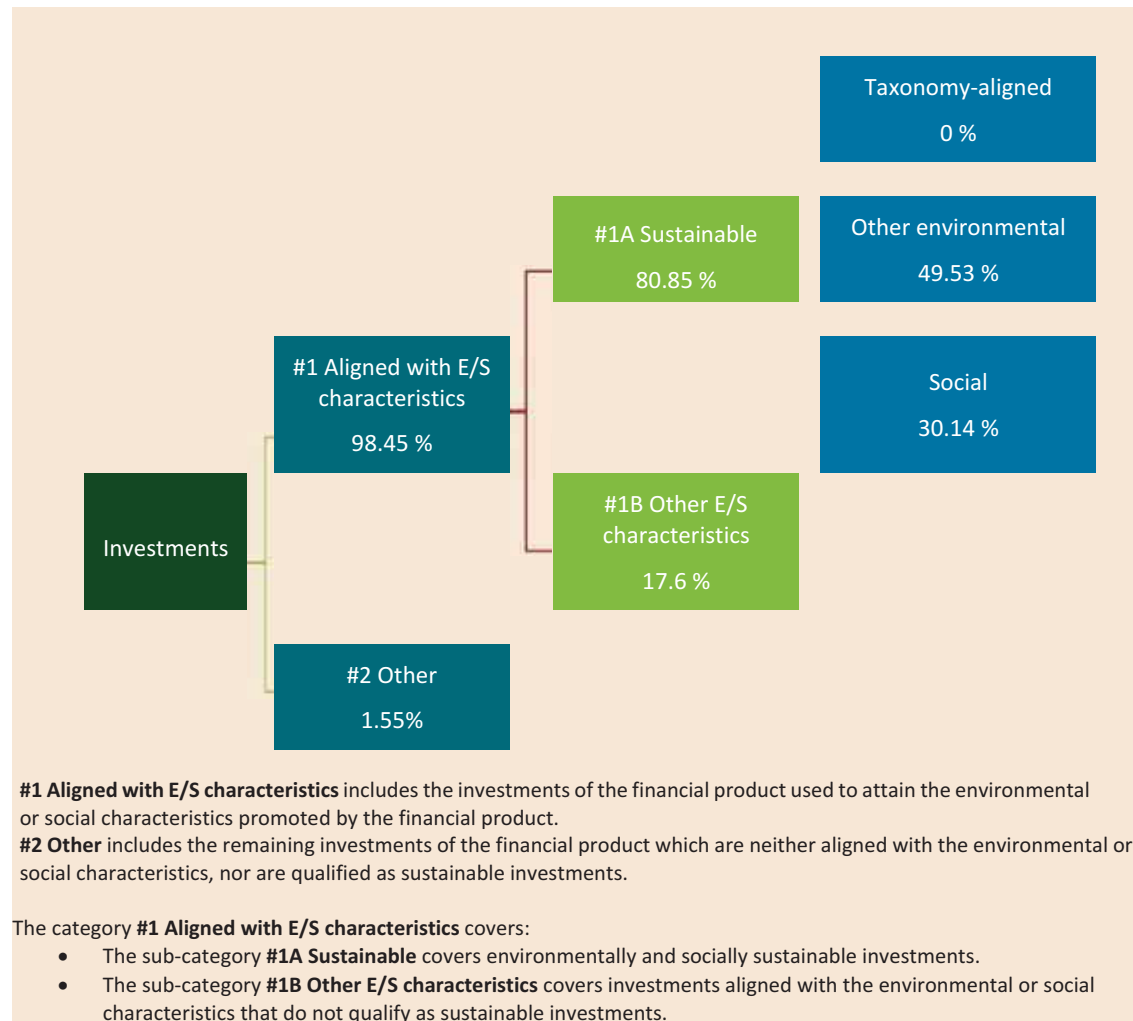 Taxonomy-aligned
0 %
#1A Sustainable
80.85 %
Other environmental
49.53 %
#1 Aligned with E/S
characteristics
98.45 %
Social
30.14 %
Investments
#1B Other E/S
characteristics
17.6 %
#2 Other
1.55%
#1 Aligned with E/S characteristics includes the investments of the financial product used to attain the environmental
or social characteristics promoted by the financial product.
#2 Other includes the remaining investments of the financial product which are neither aligned with the environmental or
social characteristics, nor are qualified as sustainable investments.
The category #1 Aligned with E/S characteristics covers:
• The sub-category #1A Sustainable covers environmentally and socially sustainable investments.
• The sub-category #1B Other E/S characteristics covers investments aligned with the environmental or social
characteristics that do not qualify as sustainable investments.